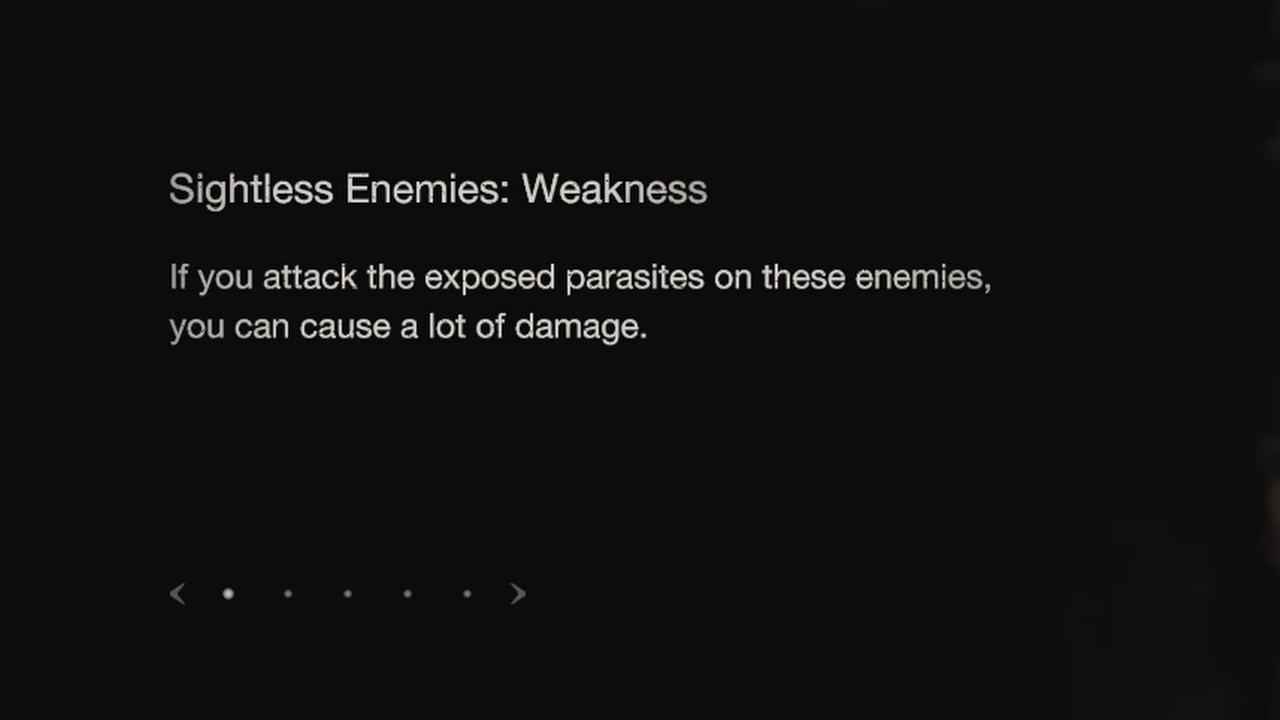 Sightless Enemies: Weakness
If you attack the exposed parasites on these enemies,
you can cause a lot of damage.